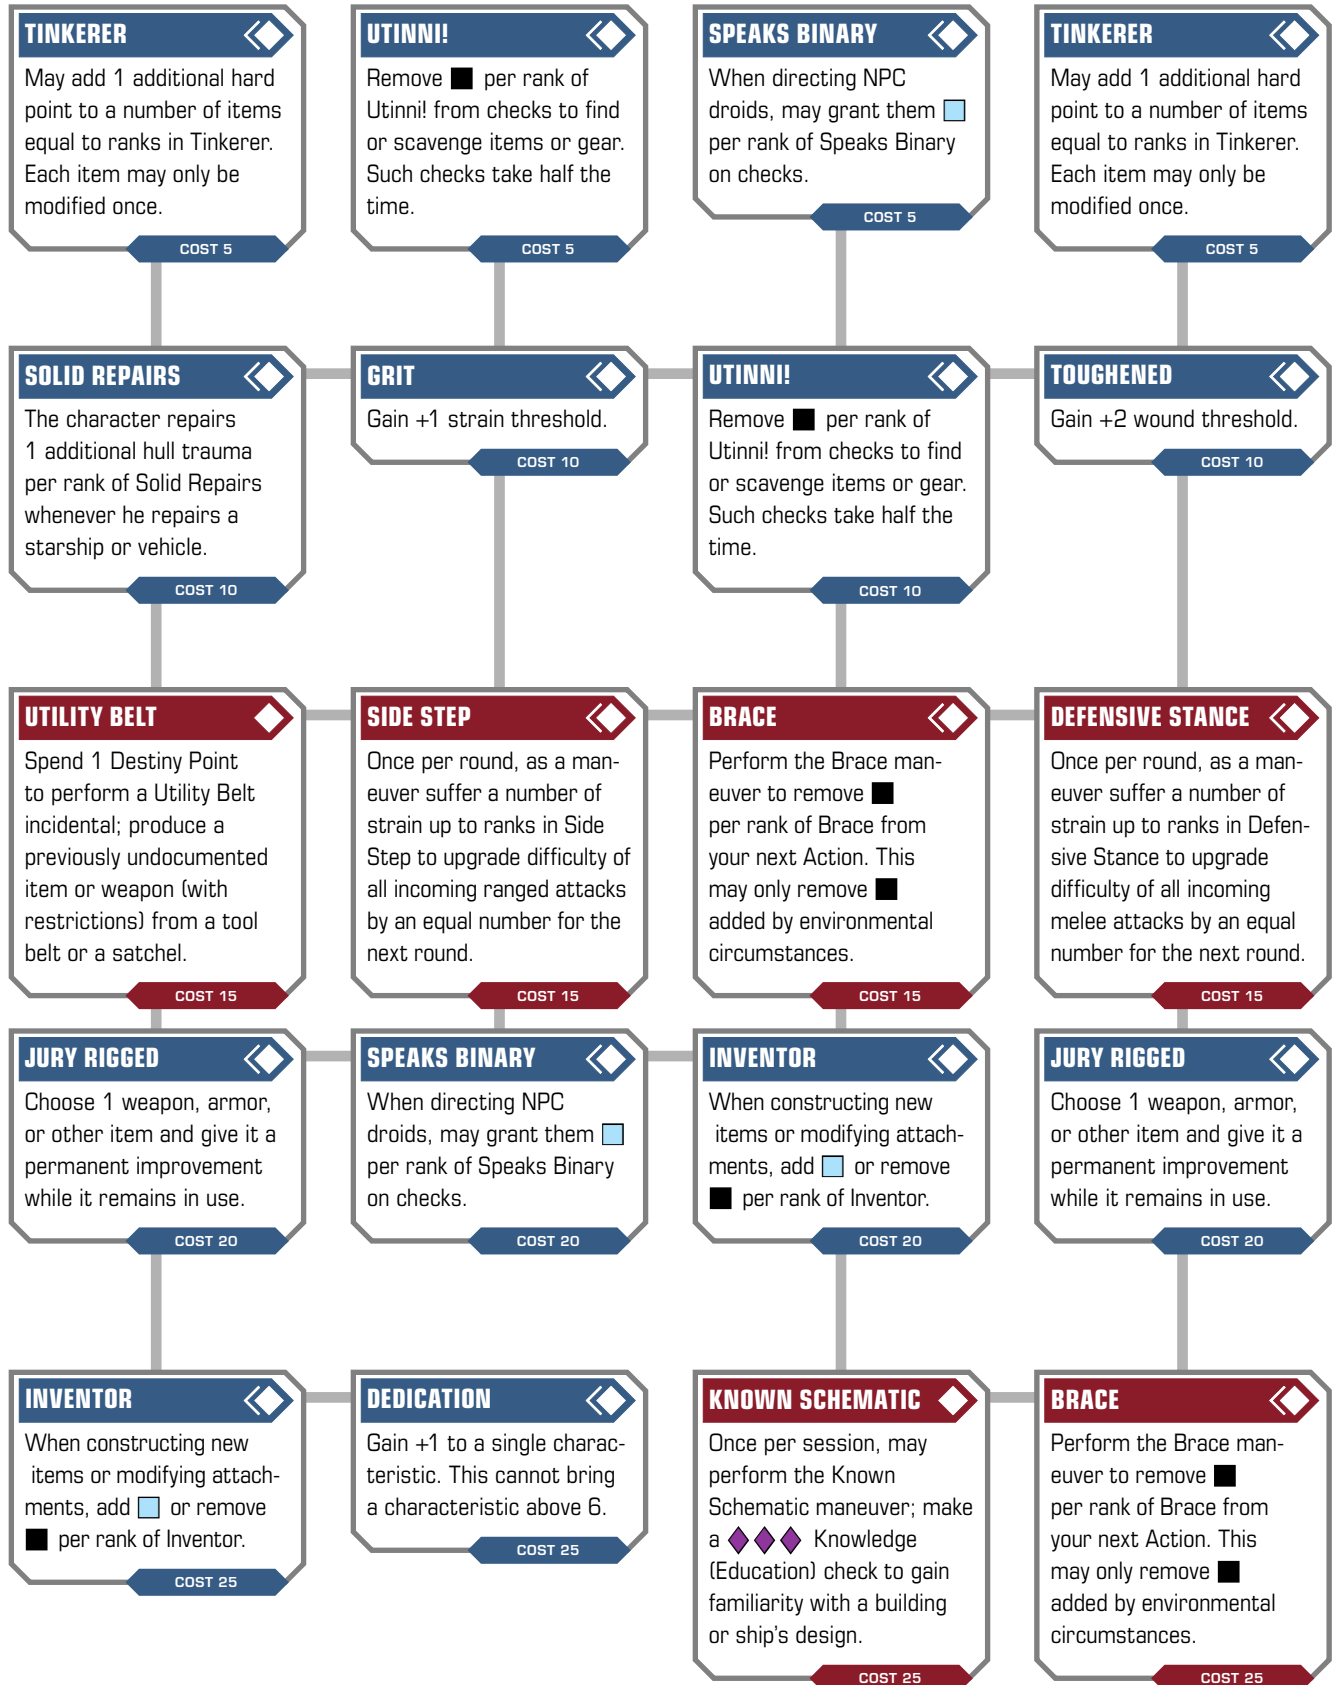 TINKERER
May add 1 additional hard
point to a number of items
equal to ranks in Tinkerer.
Each item may only be
modified once.
COST 5
UTINNI!
Remove per rank of
Utinni! from checks to find
or scavenge items or gear.
Such checks take half the
time.
COST 5
SPEAKS BINARY
When directing NPC
droids, may grant them
per rank of Speaks Binary
on checks.
COST 5
TINKERER
May add 1 additional hard
point to a number of items
equal to ranks in Tinkerer.
Each item may only be
modified once.
COST 5
SOLID REPAIRS
The character repairs
1 additional hull trauma
per rank of Solid Repairs
whenever he repairs a
starship or vehicle.
COST 10
GRIT
Gain +1 strain threshold.
COST 10
UTINNI!
Remove per rank of
Utinni! from checks to find
or scavenge items or gear.
Such checks take half the
time.
COST 10
TOUGHENED
Gain +2 wound threshold.
COST 10
UTILITY BELT
Spend 1 Destiny Point
to perform a Utility Belt
incidental; produce a
previously undocumented
item or weapon (with
restrictions) from a tool
belt or a satchel.
COST 15
SIDE STEP
Once per round, as a man-
euver suffer a number of
strain up to ranks in Side
Step to upgrade difficulty of
all incoming ranged attacks
by an equal number for the
next round.
COST 15
BRACE
Perform the Brace man-
euver to remove
per rank of Brace from
your next Action. This
may only remove
added by environmental
circumstances.
COST 15
DEFENSIVE STANCE
Once per round, as a man-
euver suffer a number of
strain up to ranks in Defen-
sive Stance to upgrade
difficulty of all incoming
melee attacks by an equal
number for the next round.
COST 15
JURY RIGGED
Choose 1 weapon, armor,
or other item and give it a
permanent improvement
while it remains in use.
COST 20
SPEAKS BINARY
When directing NPC
droids, may grant them
per rank of Speaks Binary
on checks.
COST 20
INVENTOR
When constructing new
items or modifying attach-
ments, add or remove
per rank of Inventor.
COST 20
JURY RIGGED
Choose 1 weapon, armor,
or other item and give it a
permanent improvement
while it remains in use.
COST 20
INVENTOR
When constructing new
items or modifying attach-
ments, add or remove
per rank of Inventor.
COST 25
DEDICATION
Gain +1 to a single charac-
teristic. This cannot bring
a characteristic above 6.
COST 25
KNOWN SCHEMATIC
Once per session, may
perform the Known
Schematic maneuver; make
a Knowledge
(Education) check to gain
familiarity with a building
or ship's design.
COST 25
BRACE
Perform the Brace man-
euver to remove
per rank of Brace from
your next Action. This
may only remove
added by environmental
circumstances.
COST 25